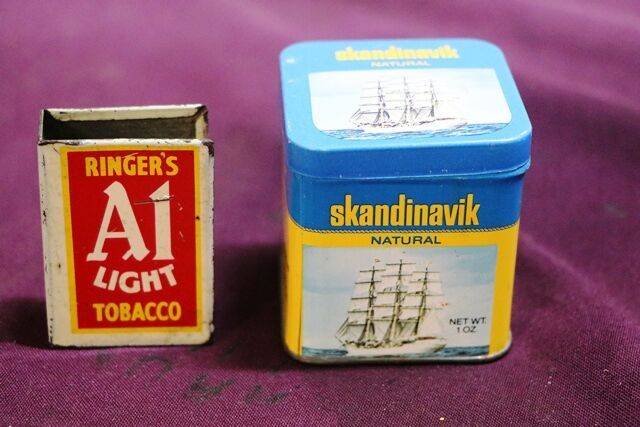 RINGER'S
A1
LIGHT
TOBACCO
skandinavik
NATURAL
skandinavik
NATURAL
NET WT.
1 OZ.